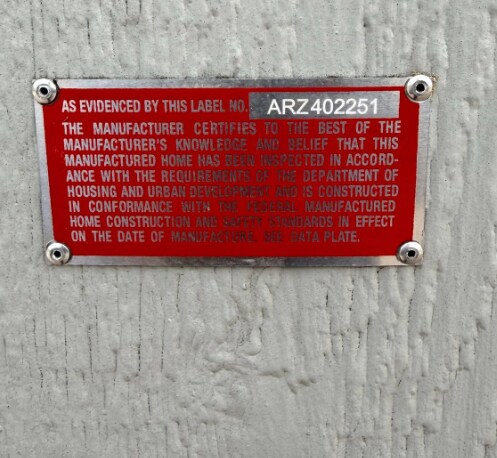 AS EVIDENCED BY THIS LABEL NO. ARZ402251
THE MANUFACTURER CERTIFIES TO THE BEST OF THE
MANUFACTURER'S KNOWLEDGE AND BELIEF THAT THIS
MANUFACTURED HOME HAS BEEN INSPECTED IN ACCORD-
ANCE WITH THE REQUIREMENTS OF THE DEPARTMENT OF
HOUSING AND URBAN DEVELOPMENT AND IS CONSTRUCTED
IN CONFORMANCE WITH THE FEDERAL MANUFACTURED
HOME CONSTRUCTION AND SAFETY STANDARDS IN EFFECT
ON THE DATE OF MANUFACTURE. SEE DATA PLATE.